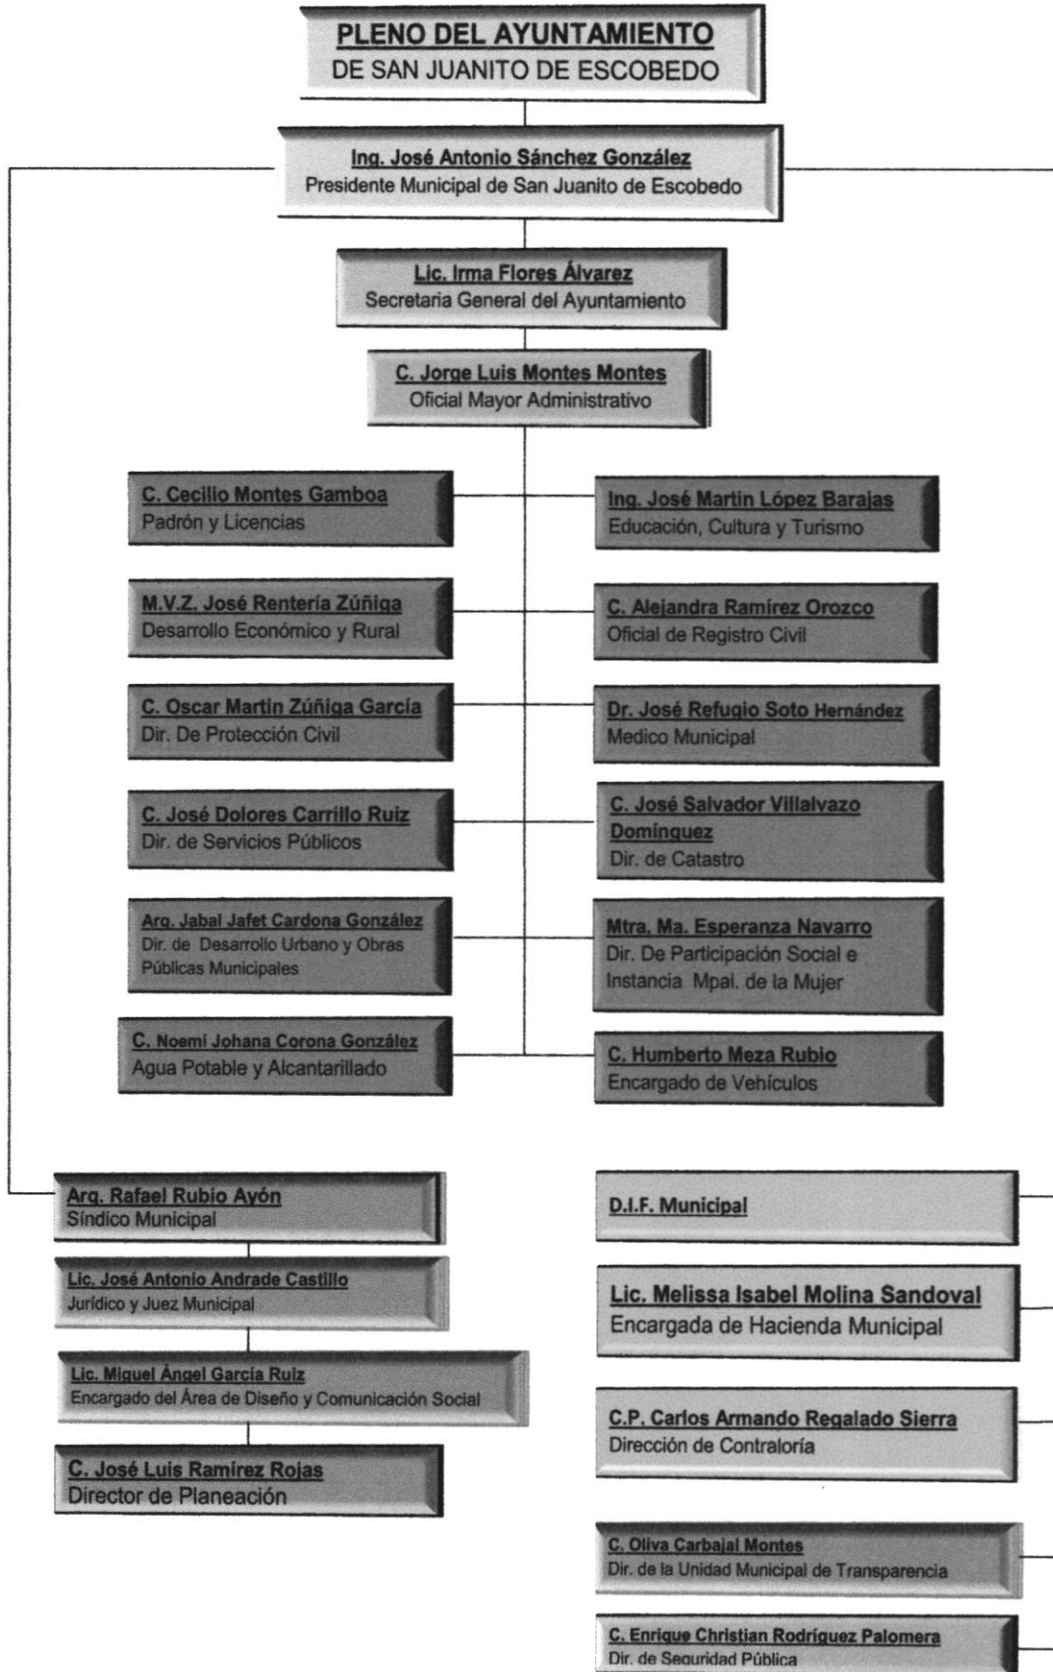 PLENO DEL AYUNTAMIENTO
DE SAN JUANITO DE ESCOBEDO
Ing. José Antonio Sánchez González
Presidente Municipal de San Juanito de Escobedo
Lic. Irma Flores Álvarez
Secretaria General del Ayuntamiento
C. Jorge Luis Montes Montes
Oficial Mayor Administrativo
C. Cecilio Montes Gamboa
Padrón y Licencias
Ing. José Martin López Barajas
Educación, Cultura y Turismo
M.V.Z. José Rentería Zúñiga
Desarrollo Económico y Rural
C. Alejandra Ramírez Orozco
Oficial de Registro Civil
C. Oscar Martin Zúñiga García
Dir. De Protección Civil
Dr. José Refugio Soto Hernández
Medico Municipal
C. José Dolores Carrillo Ruiz
Dir. de Servicios Públicos
C. José Salvador Villalvazo
Domínguez
Dir. de Catastro
Arq. Jabal Jafet Cardona González
Dir. de Desarrollo Urbano y Obras
Públicas Municipales
Mtra. Ma. Esperanza Navarro
Dir. De Participación Social e
Instancia Mpal. de la Mujer
C. Noemi Johana Corona González
Agua Potable y Alcantarillado
C. Humberto Meza Rubio
Encargado de Vehículos
Arq. Rafael Rubio Ayón
Síndico Municipal
Lic. José Antonio Andrade Castillo
Jurídico y Juez Municipal
Lic. Miguel Ángel García Ruiz
Encargado del Área de Diseño y Comunicación Social
C. José Luis Ramírez Rojas
Director de Planeación
D.I.F. Municipal
Lic. Melissa Isabel Molina Sandoval
Encargada de Hacienda Municipal
C.P. Carlos Armando Regalado Sierra
Dirección de Contraloría
C. Oliva Carbajal Montes
Dir. de la Unidad Municipal de Transparencia
C. Enrique Christian Rodríguez Palomera
Dir. de Seguridad Pública